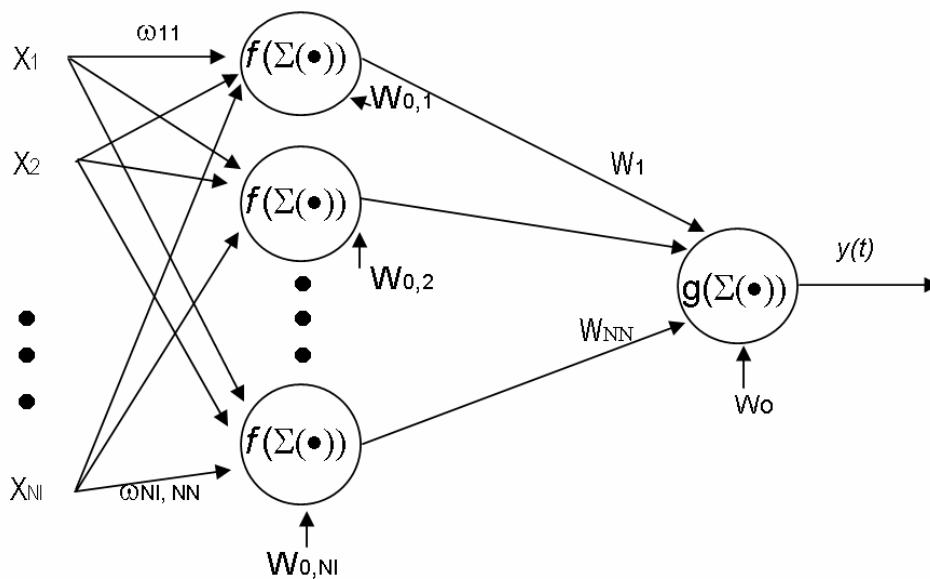 ω11
X1
f(Σ(•))
W0,1
X2
W1
f(Σ(•))
W0,2
y(t)
g(Σ(•))
WNN
Wo
f(Σ(•))
XNI
ωNI, NN
W0,NI